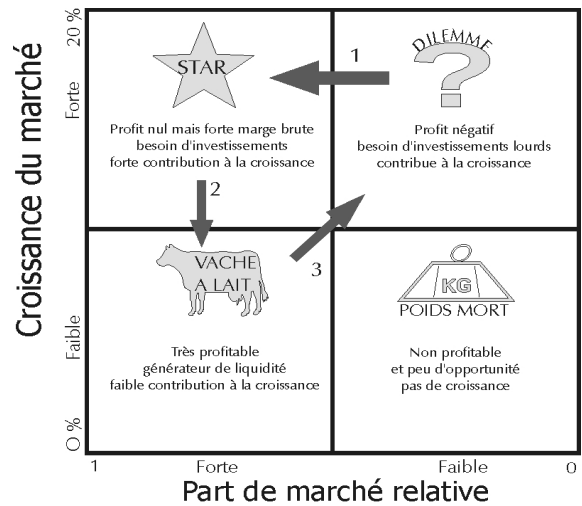 Croissance du marché
20 %
Forte
Faible
O %
STAR
Profit nul mais forte marge brute
besoin d'investissements
forte contribution à la croissance
1
DILEMME
?
Profit négatif
besoin d'investissements lourds
contribue à la croissance
2
3
VACHE
A LAIT
Très profitable
générateur de liquidité
faible contribution à la croissance
KG
POIDS MORT
Non profitable
et peu d'opportunité
pas de croissance
1
Forte
Faible
0
Part de marché relative